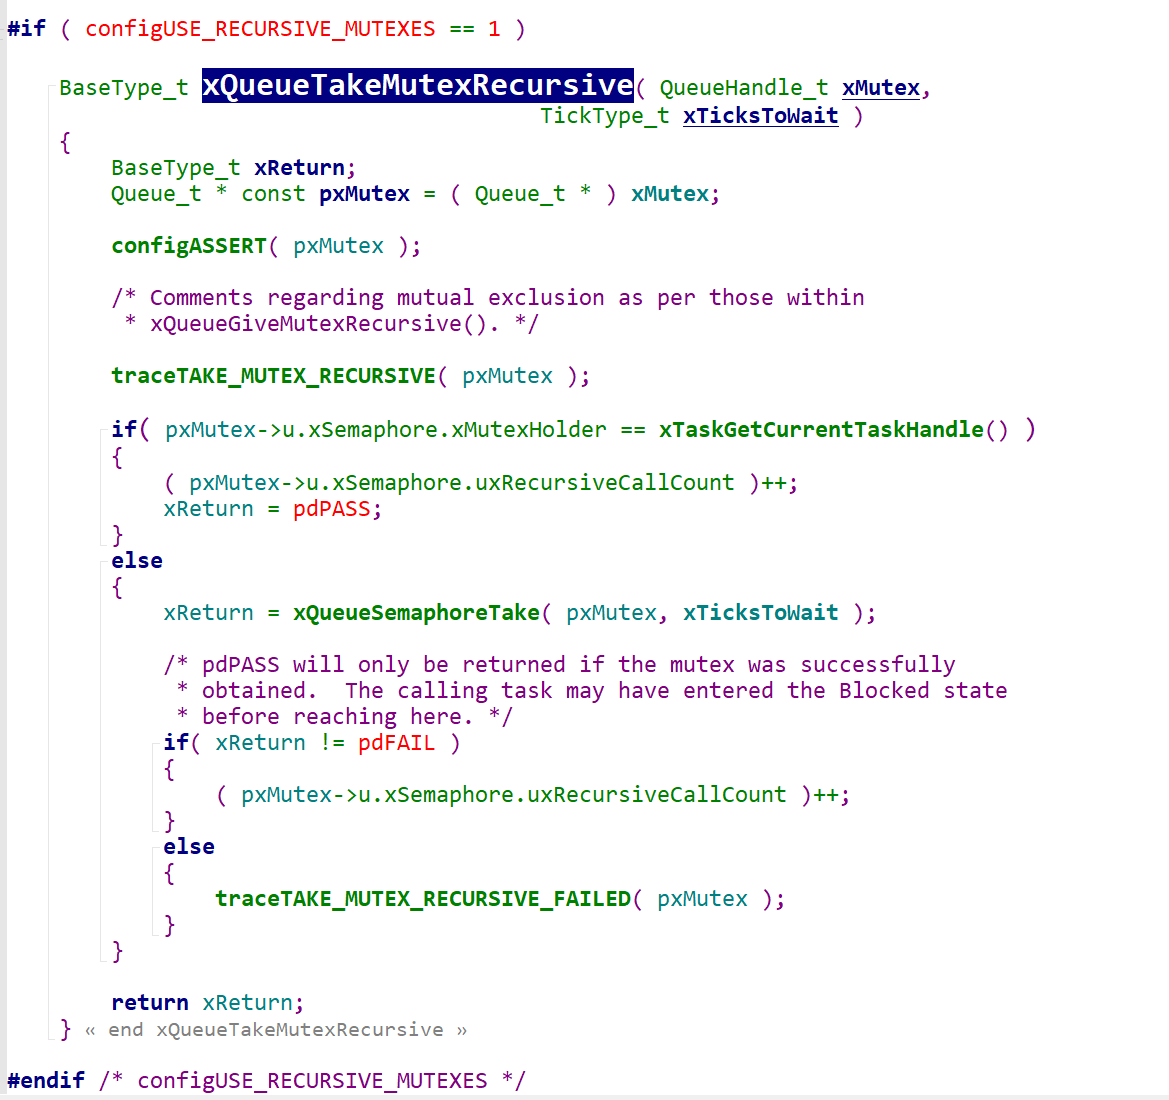 #if ( configUSE_RECURSIVE_MUTEXES == 1 )
BaseType_t xQueueTakeMutexRecursive( QueueHandle_t xMutex,
TickType_t xTicksToWait )
{
BaseType_t xReturn;
Queue_t * const pxMutex = ( Queue_t * ) xMutex;
configASSERT( pxMutex );
/* Comments regarding mutual exclusion as per those within
* xQueueGiveMutexRecursive(). */
traceTAKE_MUTEX_RECURSIVE( pxMutex );
if( pxMutex->u.xSemaphore.xMutexHolder == xTaskGetCurrentTaskHandle() )
{
( pxMutex->u.xSemaphore.uxRecursiveCallCount )++;
xReturn = pdPASS;
}
else
{
xReturn = xQueueSemaphoreTake( pxMutex, xTicksToWait );
/* pdPASS will only be returned if the mutex was successfully
* obtained.  The calling task may have entered the Blocked state
* before reaching here. */
if( xReturn != pdFAIL )
{
( pxMutex->u.xSemaphore.uxRecursiveCallCount )++;
}
else
{
traceTAKE_MUTEX_RECURSIVE_FAILED( pxMutex );
}
}
return xReturn;
} « end xQueueTakeMutexRecursive »
#endif /* configUSE_RECURSIVE_MUTEXES */